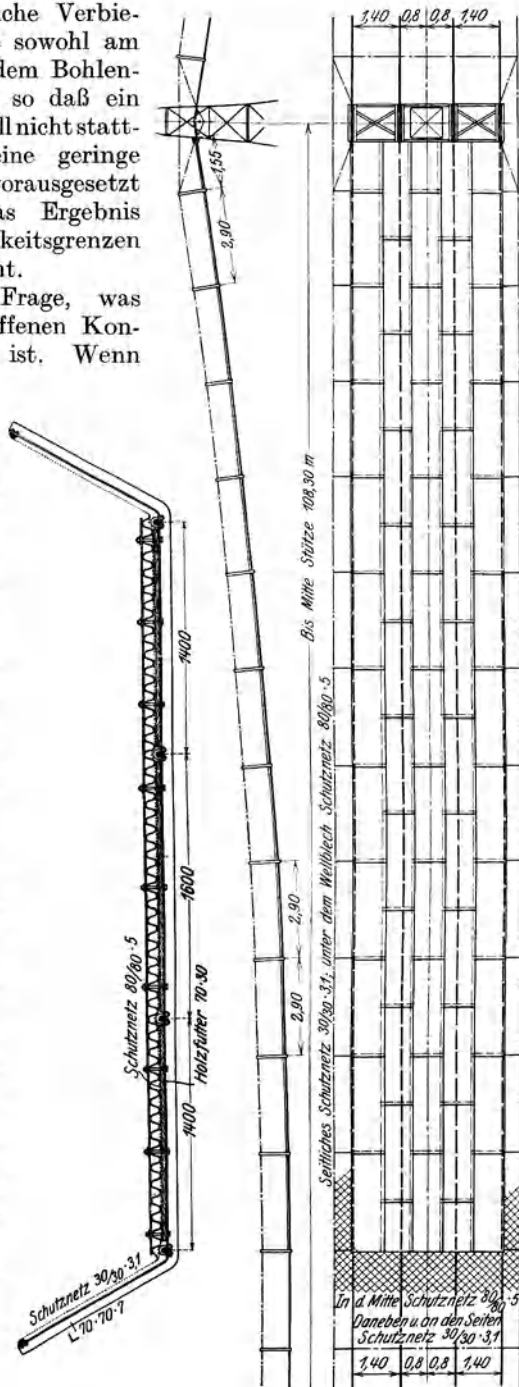 che Verbie-
sowohl am
dem Bohlen-
so daß ein
ll nicht statt-
eine geringe
vorausgesetzt
as Ergebnis
keitsgrenzen
ht.
Frage, was
ffenen Kon-
ist. Wenn
1,40 0,8 0,8 1,40
1,55
2,90
Bis Mitte Stütze 108,30 m
1400
1600
1400
Schutznetz 80/80·5
Holzfutter 70·30
Schutznetz 30/30·3,1
L 70·70·7
2,90
2,90
Seitliches Schutznetz 30/30·3,1; unter dem Wellblech Schutznetz 80/80·5
In d. Mitte Schutznetz 80/80·5
Daneben u. an den Seiten
Schutznetz 30/30·3,1
1,40 0,8 0,8 1,40